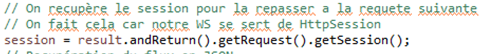 // On recupère le session pour la repasser a la requete suivante
// On fait cela car notre WS se sert de HttpSession
session = result.andReturn().getRequest().getSession();